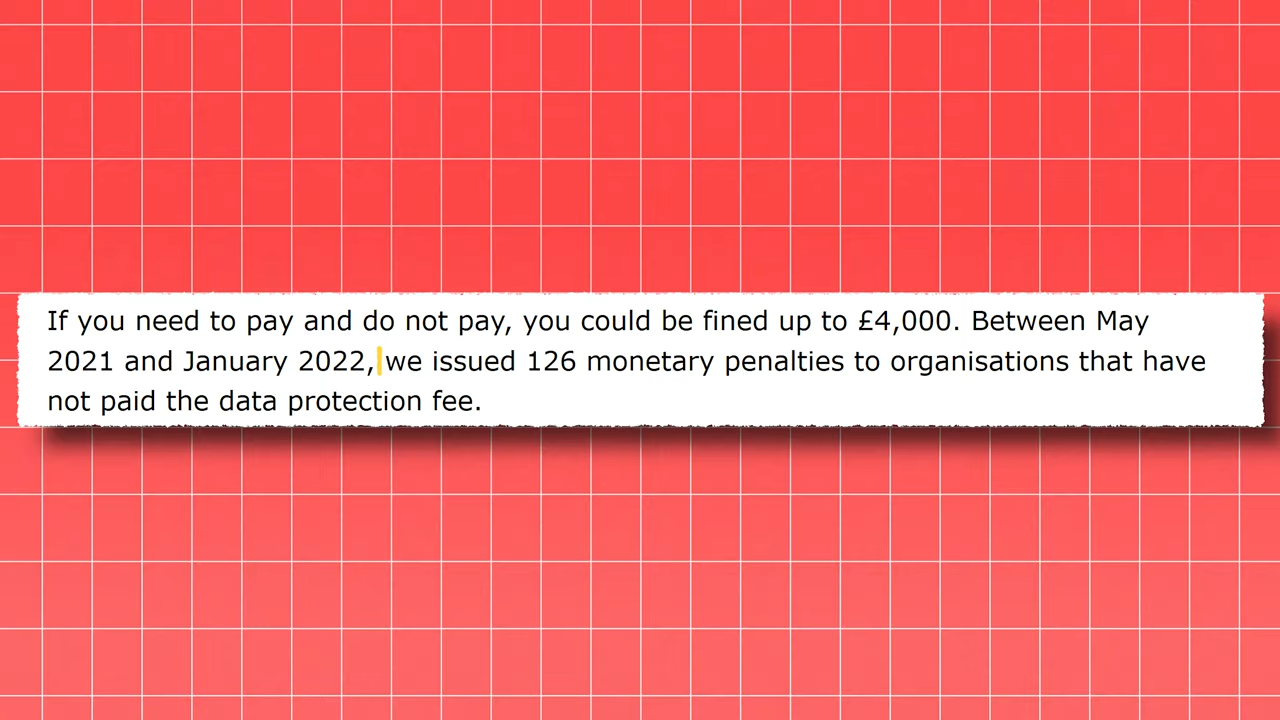 If you need to pay and do not pay, you could be fined up to £4,000. Between May
2021 and January 2022, we issued 126 monetary penalties to organisations that have
not paid the data protection fee.